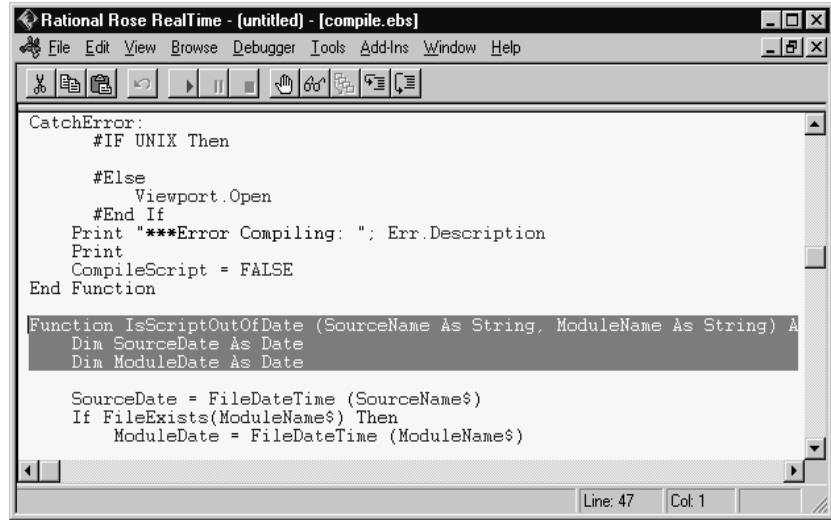 Rational Rose RealTime - (untitled) - [compile.ebs]
File Edit View Browse Debugger Tools Add-Ins Window Help
CatchError:
#IF UNIX Then
#Else
Viewport.Open
#End If
Print "***Error Compiling: "; Err.Description
Print
CompileScript = FALSE
End Function
Function IsScriptOutOfDate (SourceName As String, ModuleName As String) A
Dim SourceDate As Date
Dim ModuleDate As Date
SourceDate = FileDateTime (SourceName$)
If FileExists(ModuleName$) Then
ModuleDate = FileDateTime (ModuleName$)
Line: 47 Col: 1